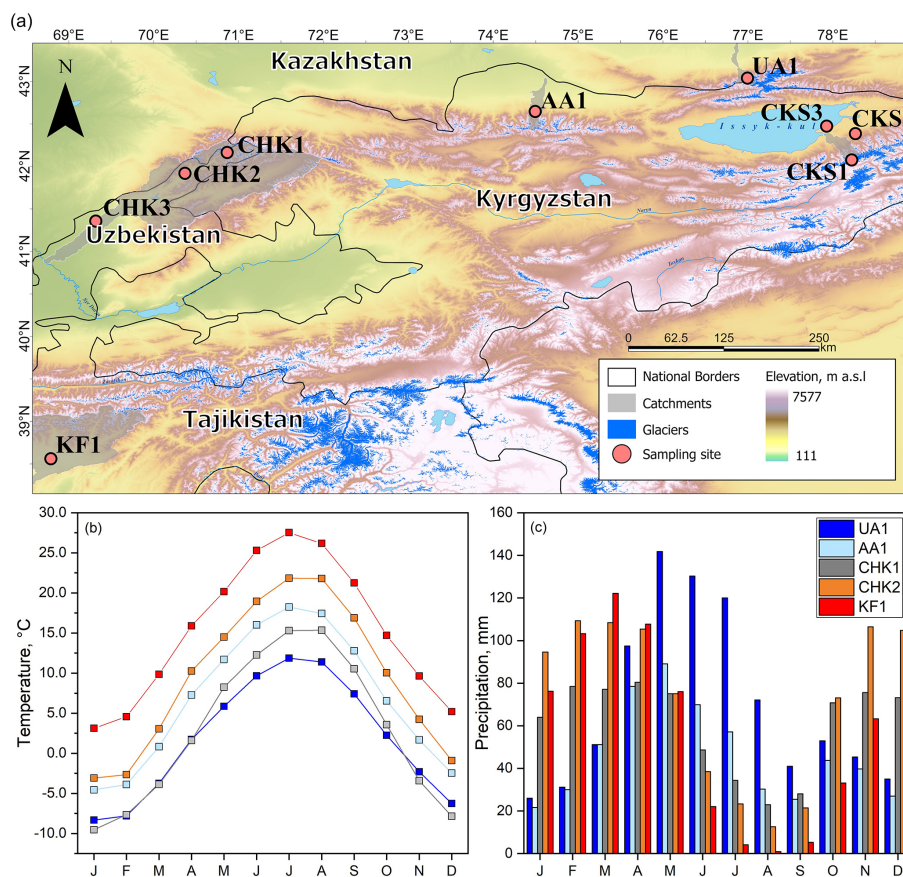 (a)
69°E 70°E 71°E 72°E 73°E 74°E 75°E 76°E 77°E 78°E
43°N
42°N
41°N
40°N
39°N
N
Kazakhstan
UA1
AA1
CKS3
CKS
Issyk-kul
CHK1
CKS1
CHK2
Kyrgyzstan
CHK3
Naryn
Uzbekistan
0 62.5 125 250
km
National Borders
Catchments
Glaciers
Sampling site
Elevation, m a.s.l
7577
111
Tajikistan
KF1
(b)
Temperature, °C
30.0
25.0
20.0
15.0
10.0
5.0
0.0
-5.0
-10.0
J F M A M J J A S O N D
(c)
Precipitation, mm
160
140
120
100
80
60
40
20
0
J F M A M J J A S O N D
UA1
AA1
CHK1
CHK2
KF1